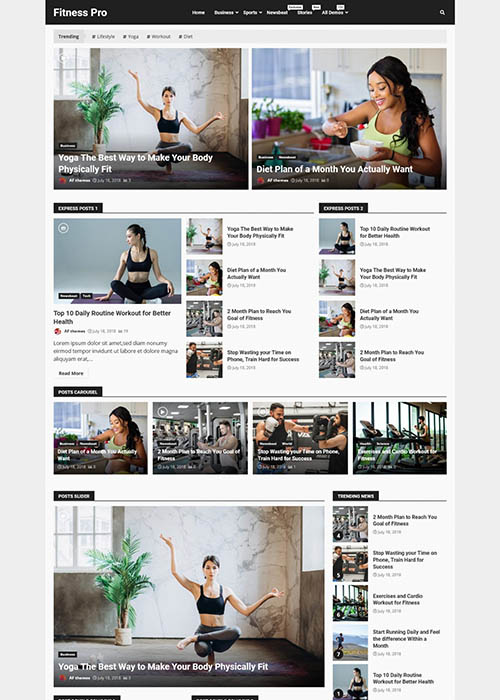 Fitness Pro
Home Business Sports Newsbeat Stories All Demos
Trending # Lifestyle # Yoga # Workout # Diet
Business
Yoga The Best Way to Make Your Body
Physically Fit
AF themes July 18, 2018 3
Business Newsbeat
Diet Plan of a Month You Actually Want
AF themes July 18, 2018 0
EXPRESS POSTS 1
Newsbeat Tech
Top 10 Daily Routine Workout for Better
Health
AF themes July 18, 2018 19
Lorem ipsum dolor sit amet,sed diam nonumy
eirmod tempor invidunt ut labore et dolore magna
aliquyam erat,...
Read More
Yoga The Best Way to Make
Your Body Physically Fit
July 18, 2018
Diet Plan of a Month You
Actually Want
July 18, 2018
2 Month Plan to Reach You
Goal of Fitness
July 18, 2018
Stop Wasting your Time on
Phone, Train Hard for Success
July 18, 2018
EXPRESS POSTS 2
Top 10 Daily Routine Workout
for Better Health
July 18, 2018
Yoga The Best Way to Make
Your Body Physically Fit
July 18, 2018
Diet Plan of a Month You
Actually Want
July 18, 2018
2 Month Plan to Reach You
Goal of Fitness
July 18, 2018
POSTS CAROUSEL
Business Newsbeat
Diet Plan of a Month You Actually
Want
July 18, 2018 0
Newsbeat
2 Month Plan to Reach You Goal of
Fitness
July 18, 2018 0
Newsbeat World
Stop Wasting your Time on Phone,
Train Hard for Success
July 18, 2018 1
Health Science
Exercises and Cardio Workout for
Fitness
July 18, 2018 0
POSTS SLIDER
Business
Yoga The Best Way to Make Your Body Physically Fit
AF themes July 18, 2018 3
TRENDING NEWS
2 Month Plan to Reach You
Goal of Fitness
July 18, 2018
Stop Wasting your Time on
Phone, Train Hard for
Success
July 18, 2018
Exercises and Cardio
Workout for Fitness
July 18, 2018
Start Running Daily and Feel
the difference Within a
Month
July 18, 2018
7
Top 10 Daily Routine
Workout for Better Health
July 18, 2018